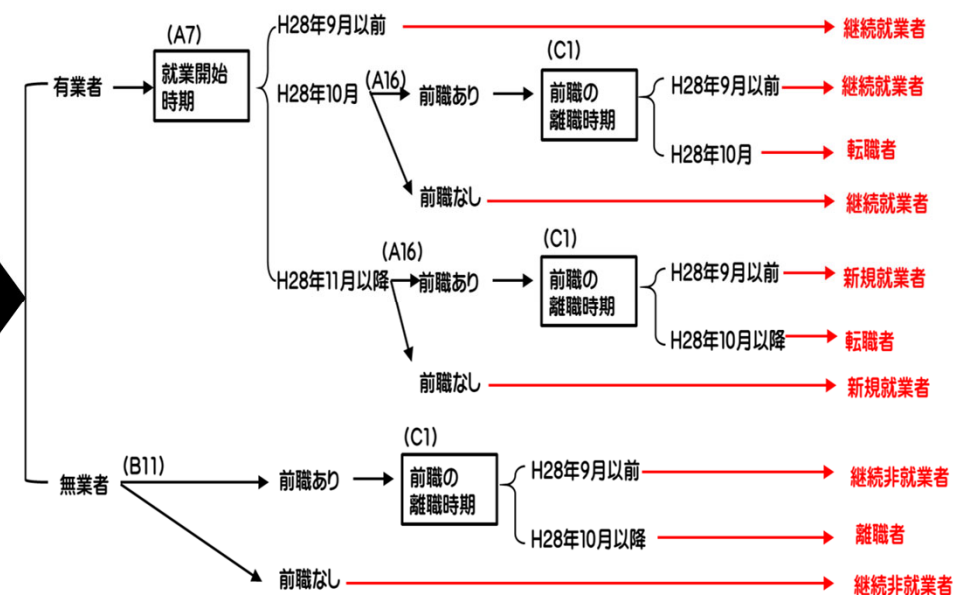 (A7)
H28年9月以前
継続就業者
有業者
就業開始
時期
H28年10月
(A16)
前職あり
(C1)
前職の
離職時期
H28年9月以前
継続就業者
H28年10月
転職者
前職なし
継続就業者
H28年11月以降
(A16)
前職あり
(C1)
前職の
離職時期
H28年9月以前
新規就業者
H28年10月以降
転職者
前職なし
新規就業者
無業者
(B11)
前職あり
(C1)
前職の
離職時期
H28年9月以前
継続非就業者
H28年10月以降
離職者
前職なし
継続非就業者